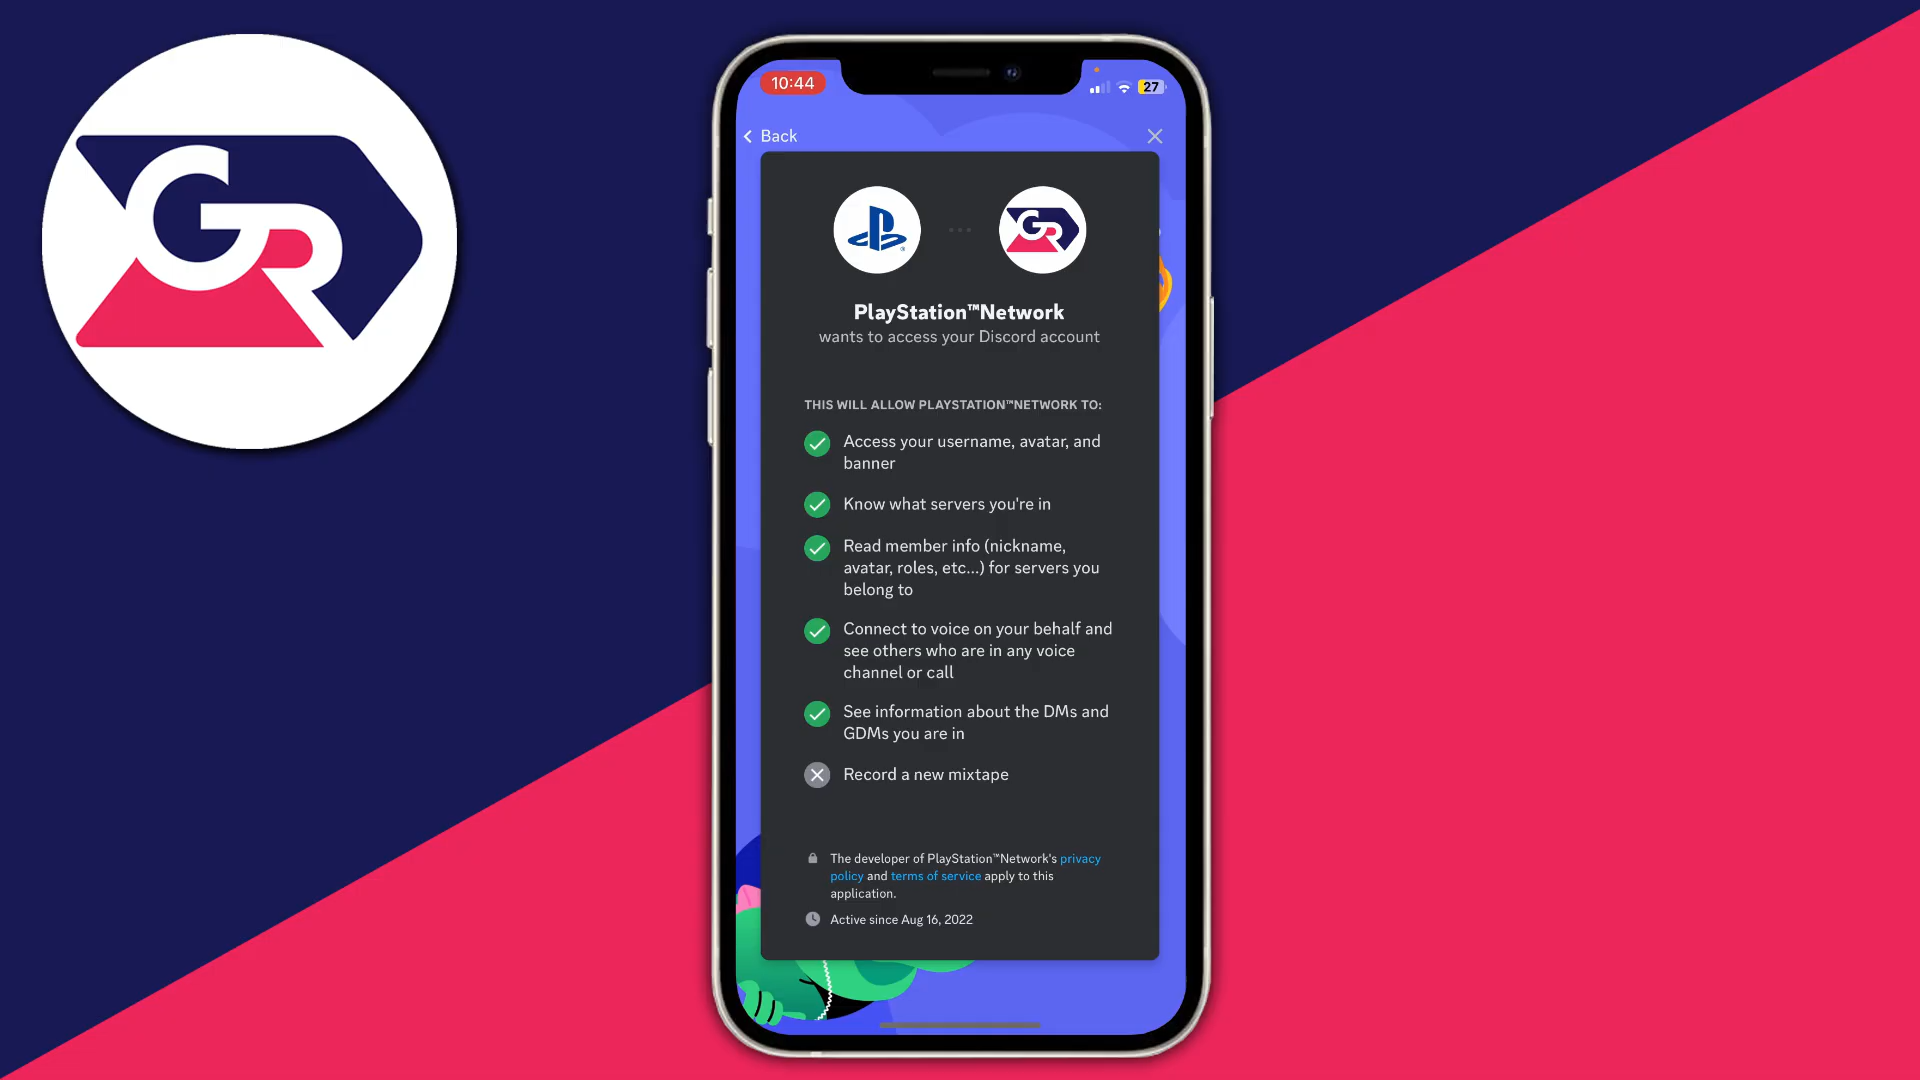 GR
10:44
27
Back
GR
PlayStation™Network
wants to access your Discord account
THIS WILL ALLOW PLAYSTATION™NETWORK TO:
Access your username, avatar, and
banner
Know what servers you're in
Read member info (nickname,
avatar, roles, etc...) for servers you
belong to
Connect to voice on your behalf and
see others who are in any voice
channel or call
See information about the DMs and
GDMs you are in
Record a new mixtape
The developer of PlayStation™Network's privacy
policy and terms of service apply to this
application.
Active since Aug 16, 2022